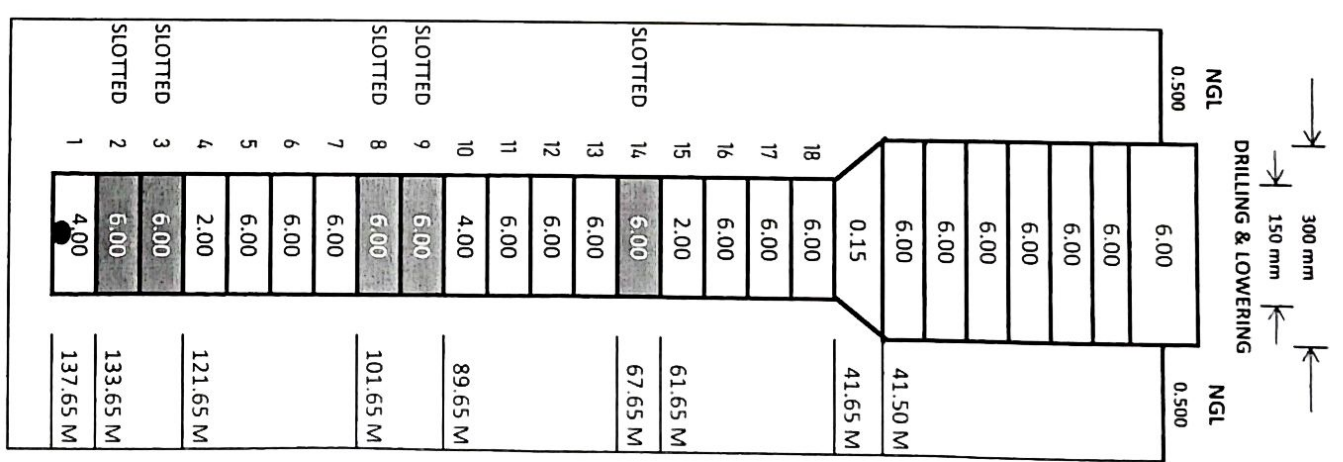 300 mm
150 mm
DRILLING & LOWERING
NGL NGL
0.500 0.500
6.00
6.00
6.00
6.00
6.00
6.00
6.00 41.50 M
0.15 41.65 M
18 6.00
17 6.00
16 6.00
15 2.00 61.65 M
SLOTTED 14 6.00 67.65 M
13 6.00
12 6.00
11 6.00
10 4.00 89.65 M
SLOTTED 9 6.00
SLOTTED 8 6.00 101.65 M
7 6.00
6 6.00
5 6.00
4 2.00 121.65 M
SLOTTED 3 6.00
SLOTTED 2 6.00 133.65 M
1 4.00 137.65 M